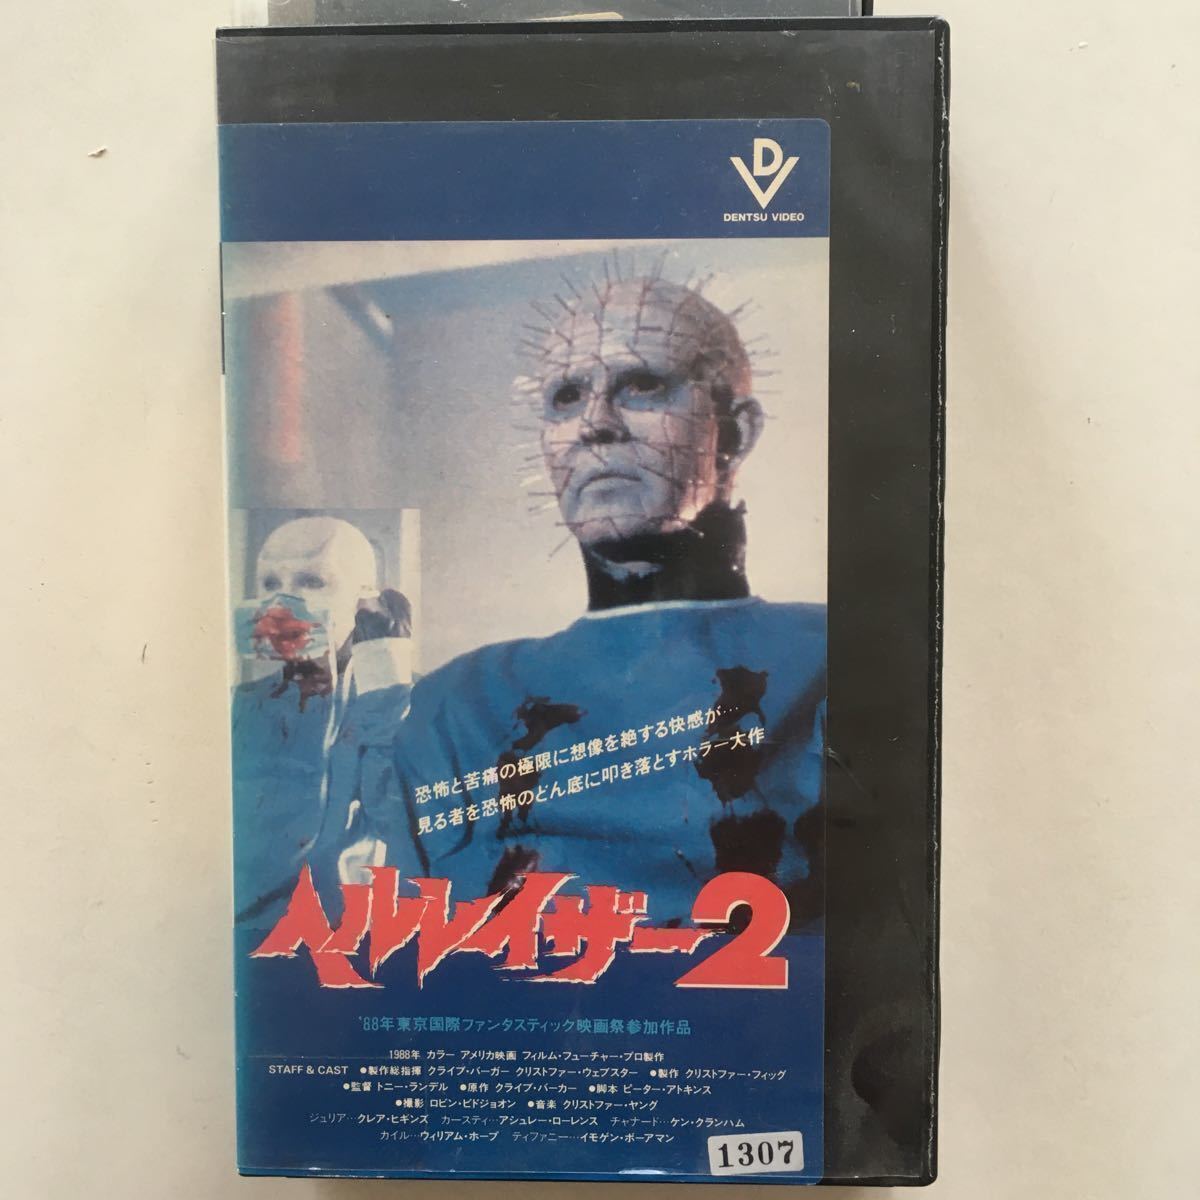 DV
DENTSU VIDEO
恐怖と苦痛の極限に想像を絶する快感が…
見る者を恐怖のどん底に叩き落とすホラー大作
ヘルレイザー2
'88年東京国際ファンタスティック映画祭参加作品
1988年 カラー アメリカ映画 フィルム・フューチャー・プロ製作
STAFF & CAST ●製作総指揮 クライブ・バーガー クリストファー・ウェブスター ●製作 クリストファー・フィッグ
●監督 トニー・ランデル ●原作 クライブ・バーカー ●脚本 ピーター・アトキンス
●撮影 ロビン・ビドジョオン ●音楽 クリストファー・ヤング
ジュリア…クレア・ヒギンズ カースティ…アシュレー・ローレンス チャナード…ケン・クランハム
カイル…ウィリアム・ホープ ティファニー…イモゲン・ボーアマン
1307